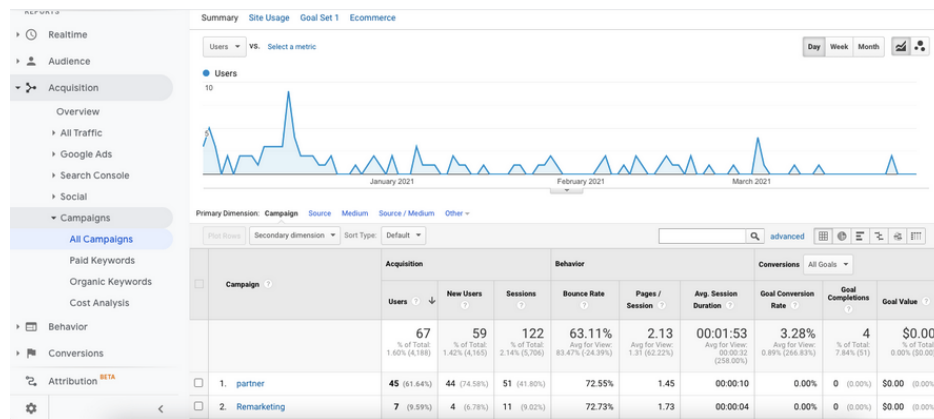 REPORTS
Realtime
Audience
Acquisition
Overview
All Traffic
Google Ads
Search Console
Social
Campaigns
All Campaigns
Paid Keywords
Organic Keywords
Cost Analysis
Behavior
Conversions
Attribution BETA
Summary Site Usage Goal Set 1 Ecommerce
Users VS. Select a metric
Day Week Month
Users
10
5
January 2021 February 2021 March 2021
Primary Dimension: Campaign Source Medium Source / Medium Other
Plot Rows Secondary dimension Sort Type: Default advanced
Acquisition Behavior Conversions All Goals
Campaign Users New Users Sessions Bounce Rate Pages / Session Avg. Session Duration Goal Conversion Rate Goal Completions Goal Value
67 59 122 63.11% 2.13 00:01:53 3.28% 4 $0.00
% of Total: 1.60% (4,188) % of Total: 1.42% (4,165) % of Total: 2.14% (5,706) Avg for View: 83.47% (-24.39%) Avg for View: 1.31 (62.22%) Avg for View: 00:00:32 (258.00%) Avg for View: 0.89% (266.83%) % of Total: 7.84% (51) % of Total: 0.00% ($0.00)
1. partner 45 (61.64%) 44 (74.58%) 51 (41.80%) 72.55% 1.45 00:00:10 0.00% 0 (0.00%) $0.00 (0.00%
2. Remarketing 7 (9.59%) 4 (6.78%) 11 (9.02%) 72.73% 1.73 00:00:04 0.00% 0 (0.00%) $0.00 (0.00%